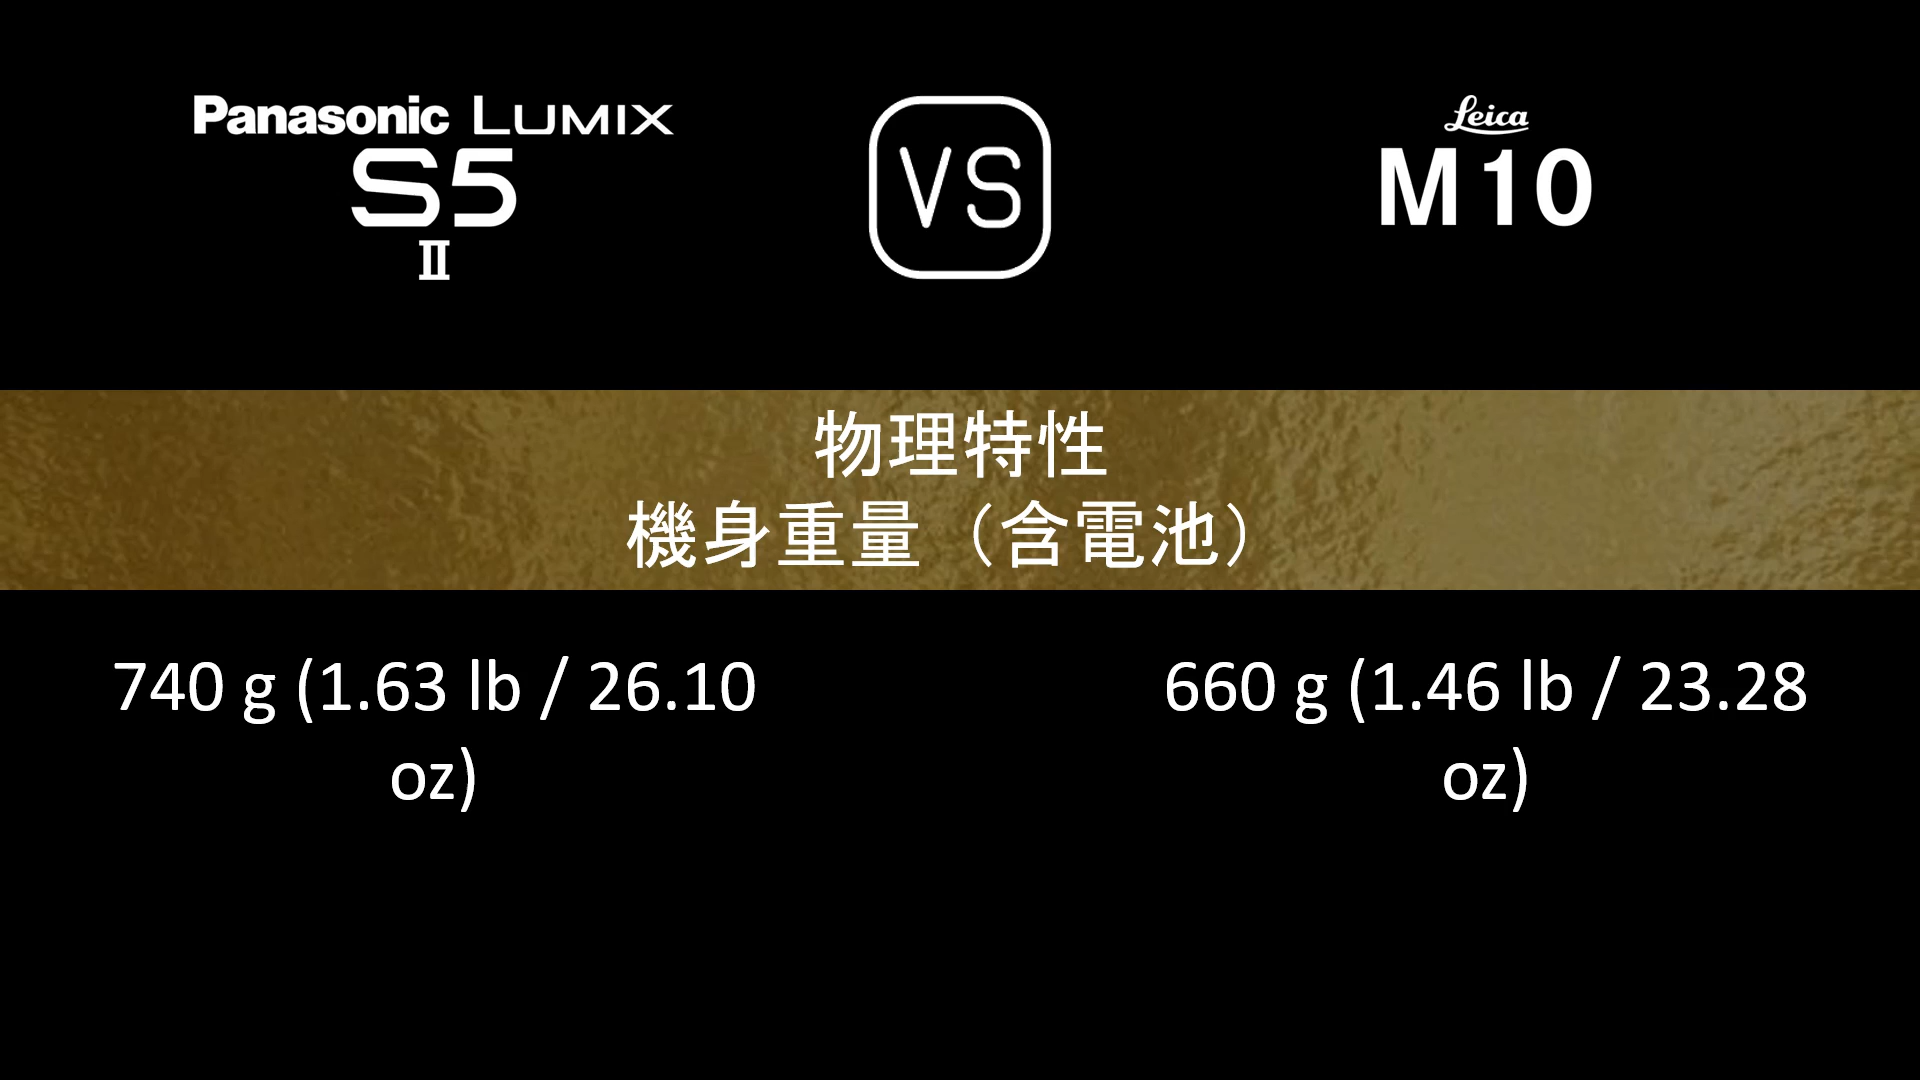 Panasonic LUMIX
S5
II
VS
Leica
M10
物理特性
機身重量（含電池）
740 g (1.63 lb / 26.10
oz)
660 g (1.46 lb / 23.28
oz)